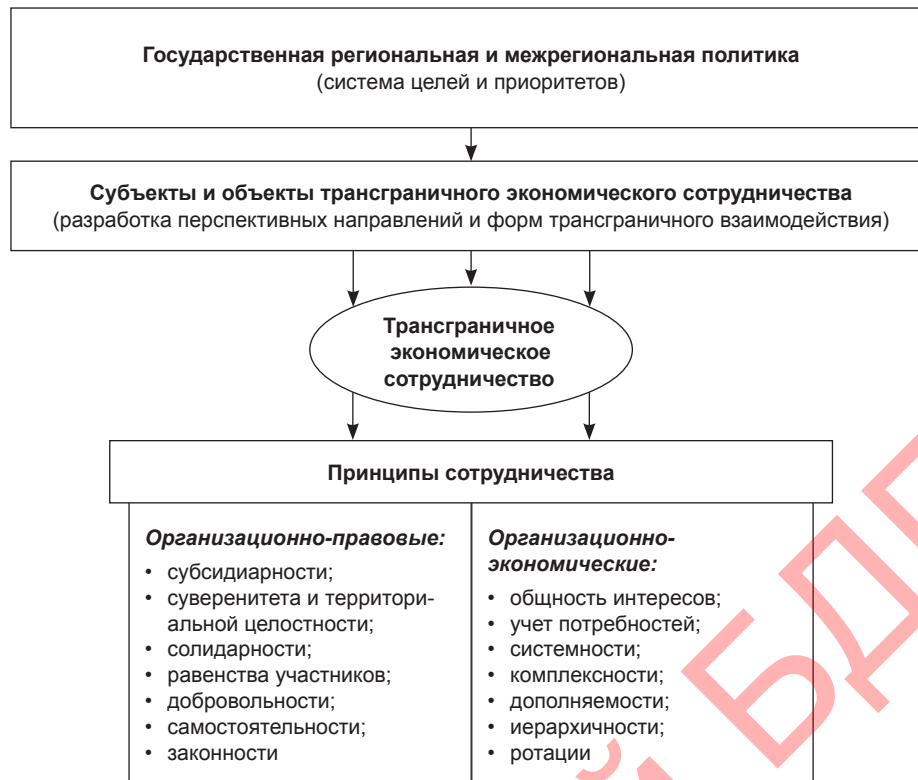 Государственная региональная и межрегиональная политика
(система целей и приоритетов)
Субъекты и объекты трансграничного экономического сотрудничества
(разработка перспективных направлений и форм трансграничного взаимодействия)
Трансграничное
экономическое
сотрудничество
Принципы сотрудничества
Организационно-правовые:
• субсидиарности;
• суверенитета и территори-
альной целостности;
• солидарности;
• равенства участников;
• добровольности;
• самостоятельности;
• законности
Организационно-
экономические:
• общность интересов;
• учет потребностей;
• системности;
• комплексности;
• дополняемости;
• иерархичности;
• ротации